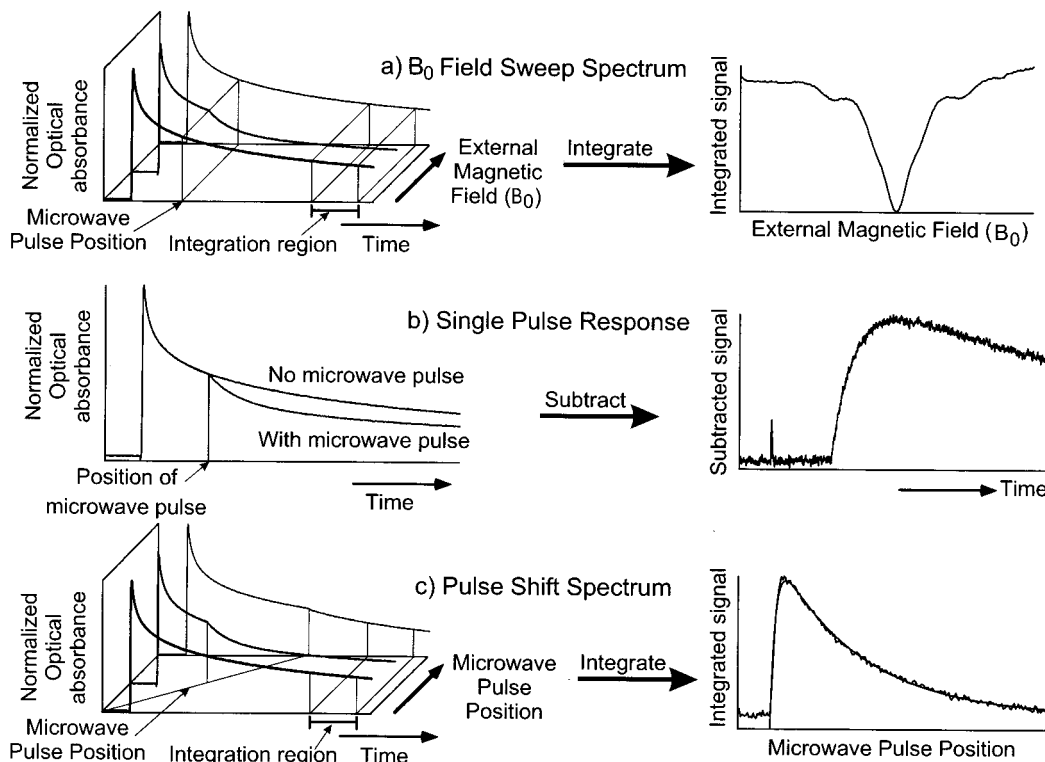 a) B₀ Field Sweep Spectrum
Normalized
Optical
absorbance
Microwave
Pulse Position
Integration region
Time
External
Magnetic
Field (B₀)
Integrate
Integrated signal
External Magnetic Field (B₀)
b) Single Pulse Response
Normalized
Optical
absorbance
No microwave pulse
With microwave pulse
Position of
microwave pulse
Time
Subtract
Subtracted signal
Time
c) Pulse Shift Spectrum
Normalized
Optical
absorbance
Microwave
Pulse Position
Integration region
Time
Microwave
Pulse
Position
Integrate
Integrated signal
Microwave Pulse Position